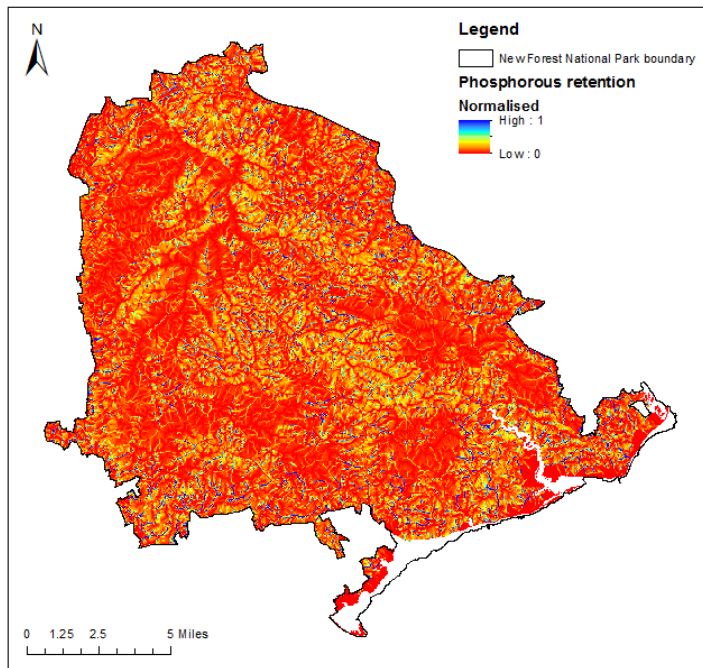 N
Legend
New Forest National Park boundary
Phosphorous retention
Normalised
High : 1
Low : 0
0 1.25 2.5 5 Miles